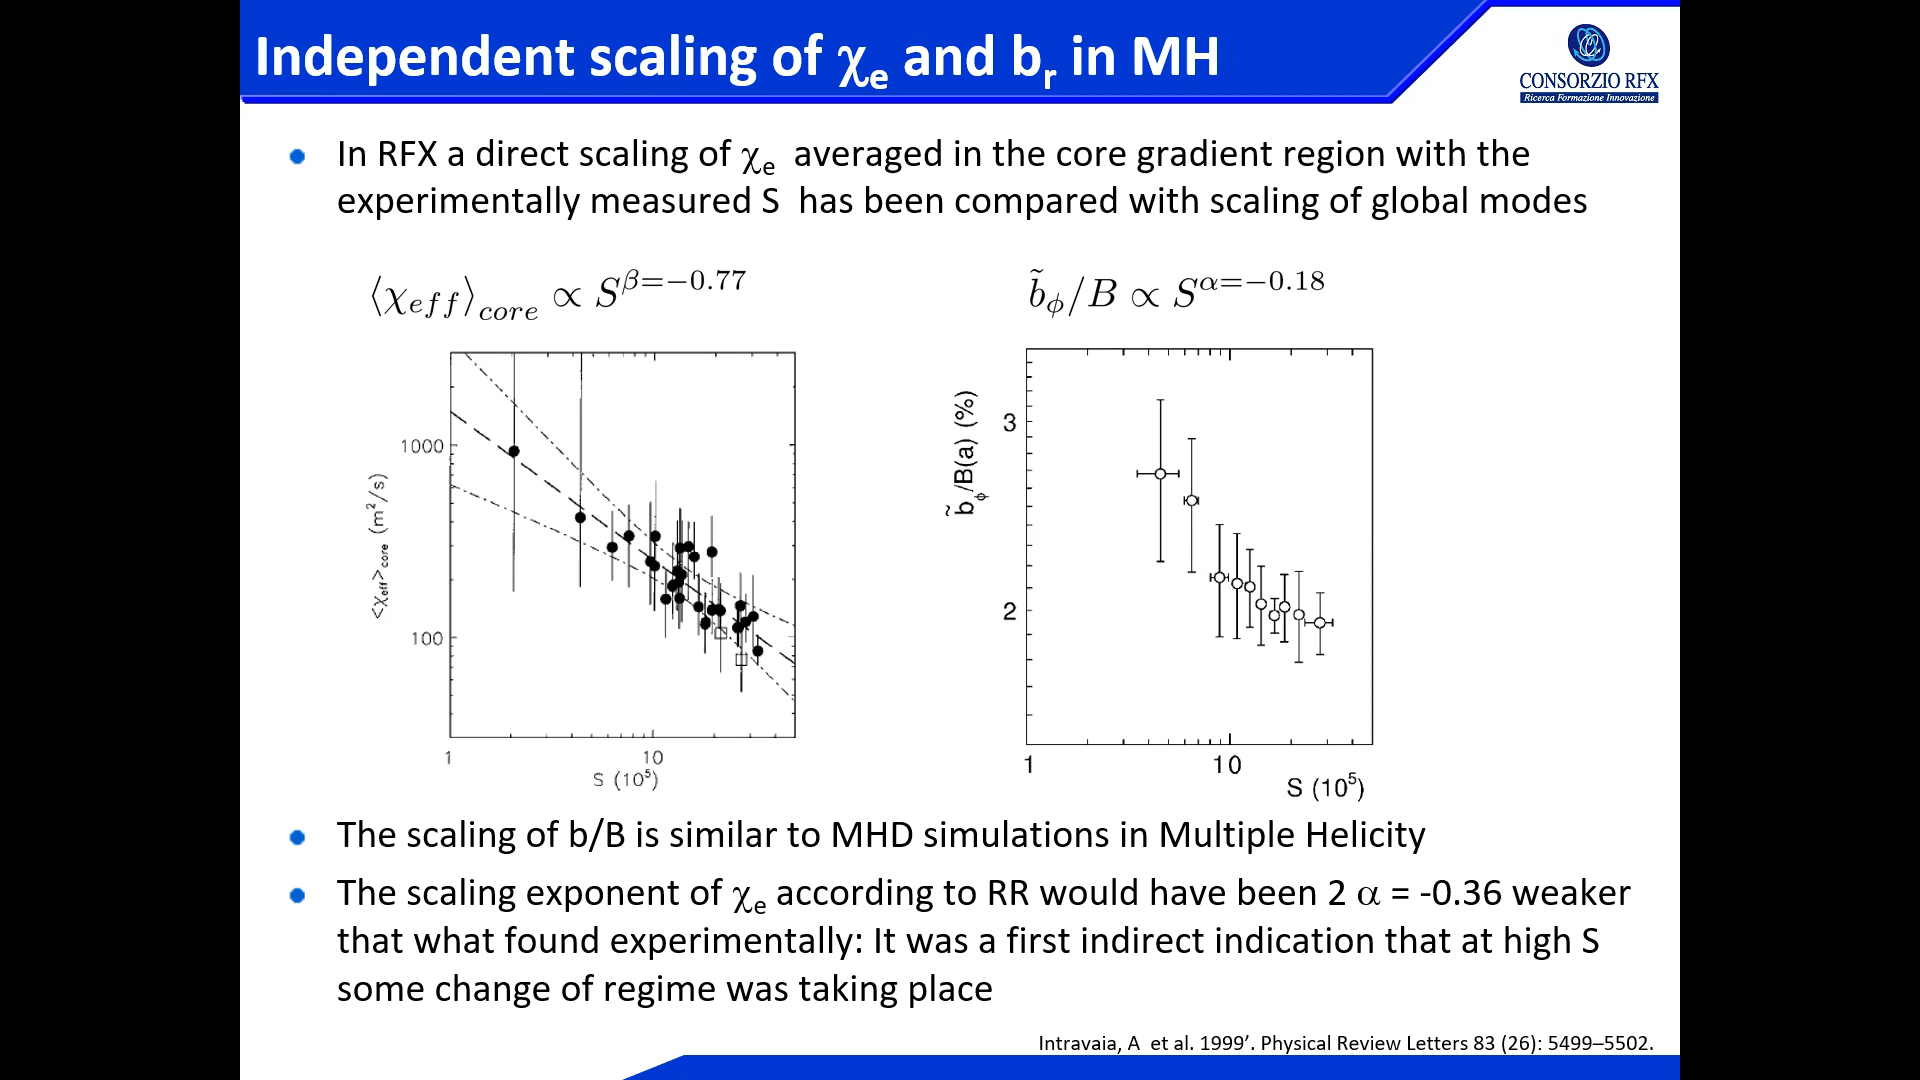 Independent scaling of χe and br in MH
CONSORZIO RFX
Ricerca Formazione Innovazione
In RFX a direct scaling of χe averaged in the core gradient region with the
experimentally measured S has been compared with scaling of global modes
⟨χeff⟩core ∝ S^β=−0.77
b̃ϕ/B ∝ S^α=−0.18
<χeff>core (m²/s)
1000
100
1
10
S (10⁵)
b̃ϕ/B(a) (%)
3
2
1
10
S (10⁵)
The scaling of b/B is similar to MHD simulations in Multiple Helicity
The scaling exponent of χe according to RR would have been 2 α = -0.36 weaker
that what found experimentally: It was a first indirect indication that at high S
some change of regime was taking place
Intravaia, A et al. 1999’. Physical Review Letters 83 (26): 5499–5502.